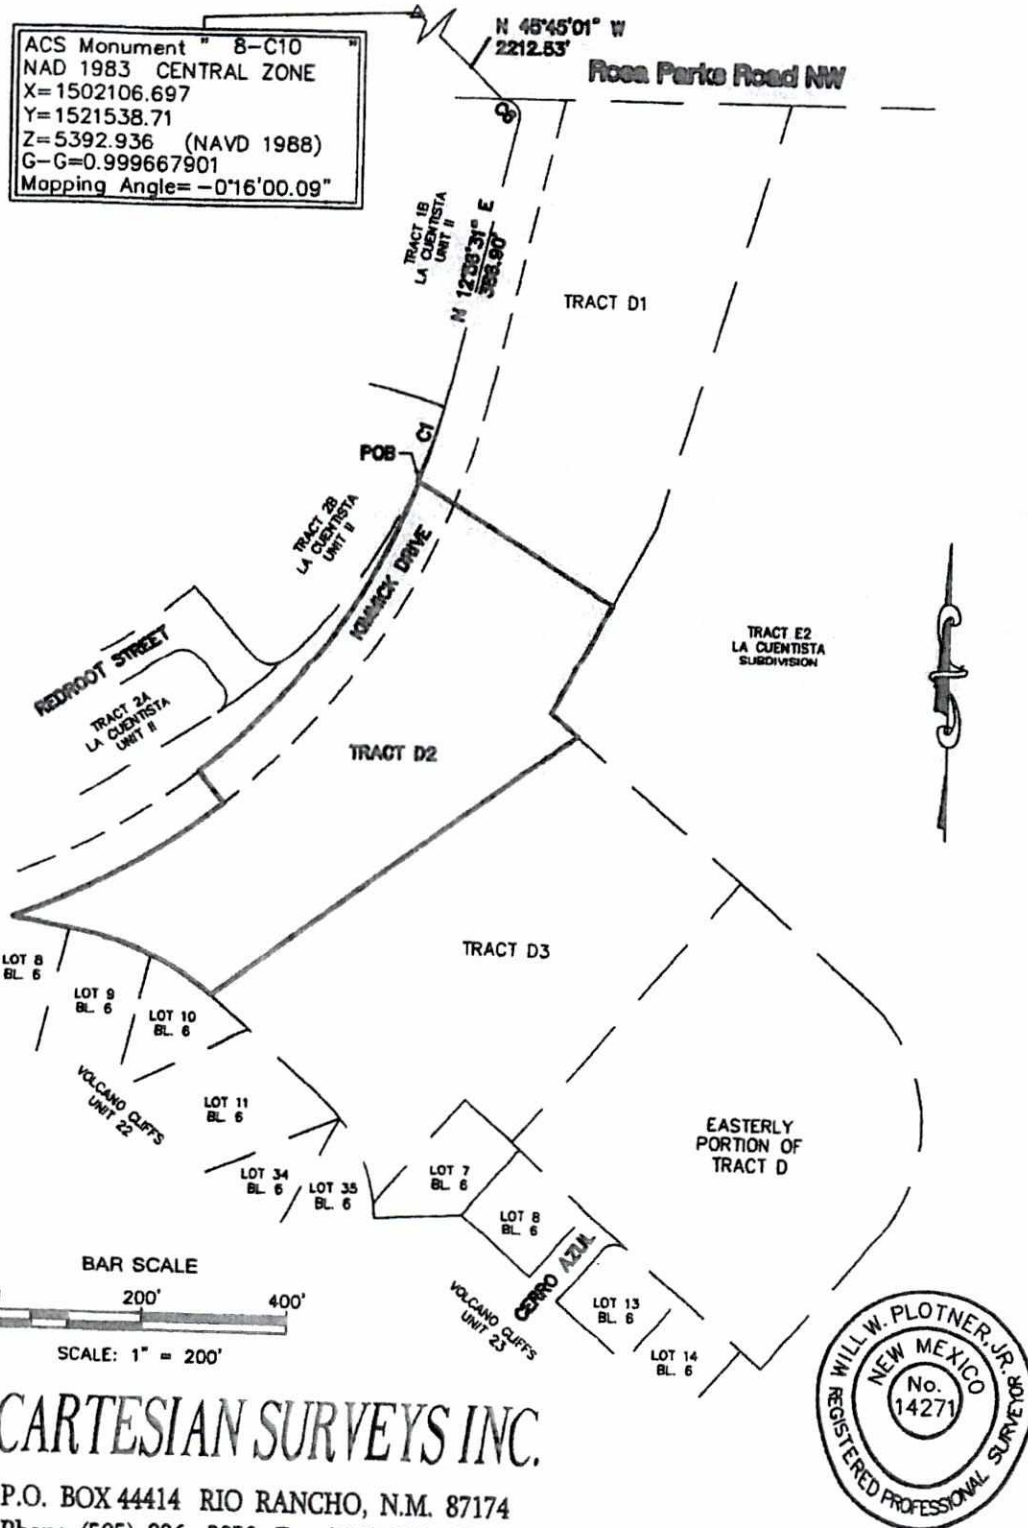 ACS Monument " 8-C10 "
NAD 1983 CENTRAL ZONE
X=1502106.697
Y=1521538.71
Z=5392.936 (NAVD 1988)
G-G=0.999667901
Mapping Angle= -0°16'00.09"
N 46°45'01" W
2212.53'
Rosa Parks Road NW
C6
TRACT 1B
LA CUENTISTA
UNIT II
TRACT D1
C1
POB
TRACT 2B
LA CUENTISTA
UNIT II
KIMMICK DRIVE
TRACT E2
LA CUENTISTA
SUBDIVISION
REDROOT STREET
TRACT 2A
LA CUENTISTA
UNIT II
TRACT D2
TRACT D3
LOT 8
BL. 6
LOT 9
BL. 6
LOT 10
BL. 6
VOLCANO CLIFFS
UNIT 22
LOT 11
BL. 6
EASTERLY
PORTION OF
TRACT D
LOT 34
BL. 6
LOT 35
BL. 6
LOT 7
BL. 6
LOT 8
BL. 6
CERRO AZUL
VOLCANO CLIFFS
UNIT 23
LOT 13
BL. 6
LOT 14
BL. 6
BAR SCALE
200' 400'
SCALE: 1" = 200'
WILL W. PLOTNER, JR.
NEW MEXICO
No.
14271
REGISTERED PROFESSIONAL SURVEYOR
CARTESIAN SURVEYS INC.
P.O. BOX 44414 RIO RANCHO, N.M. 87174